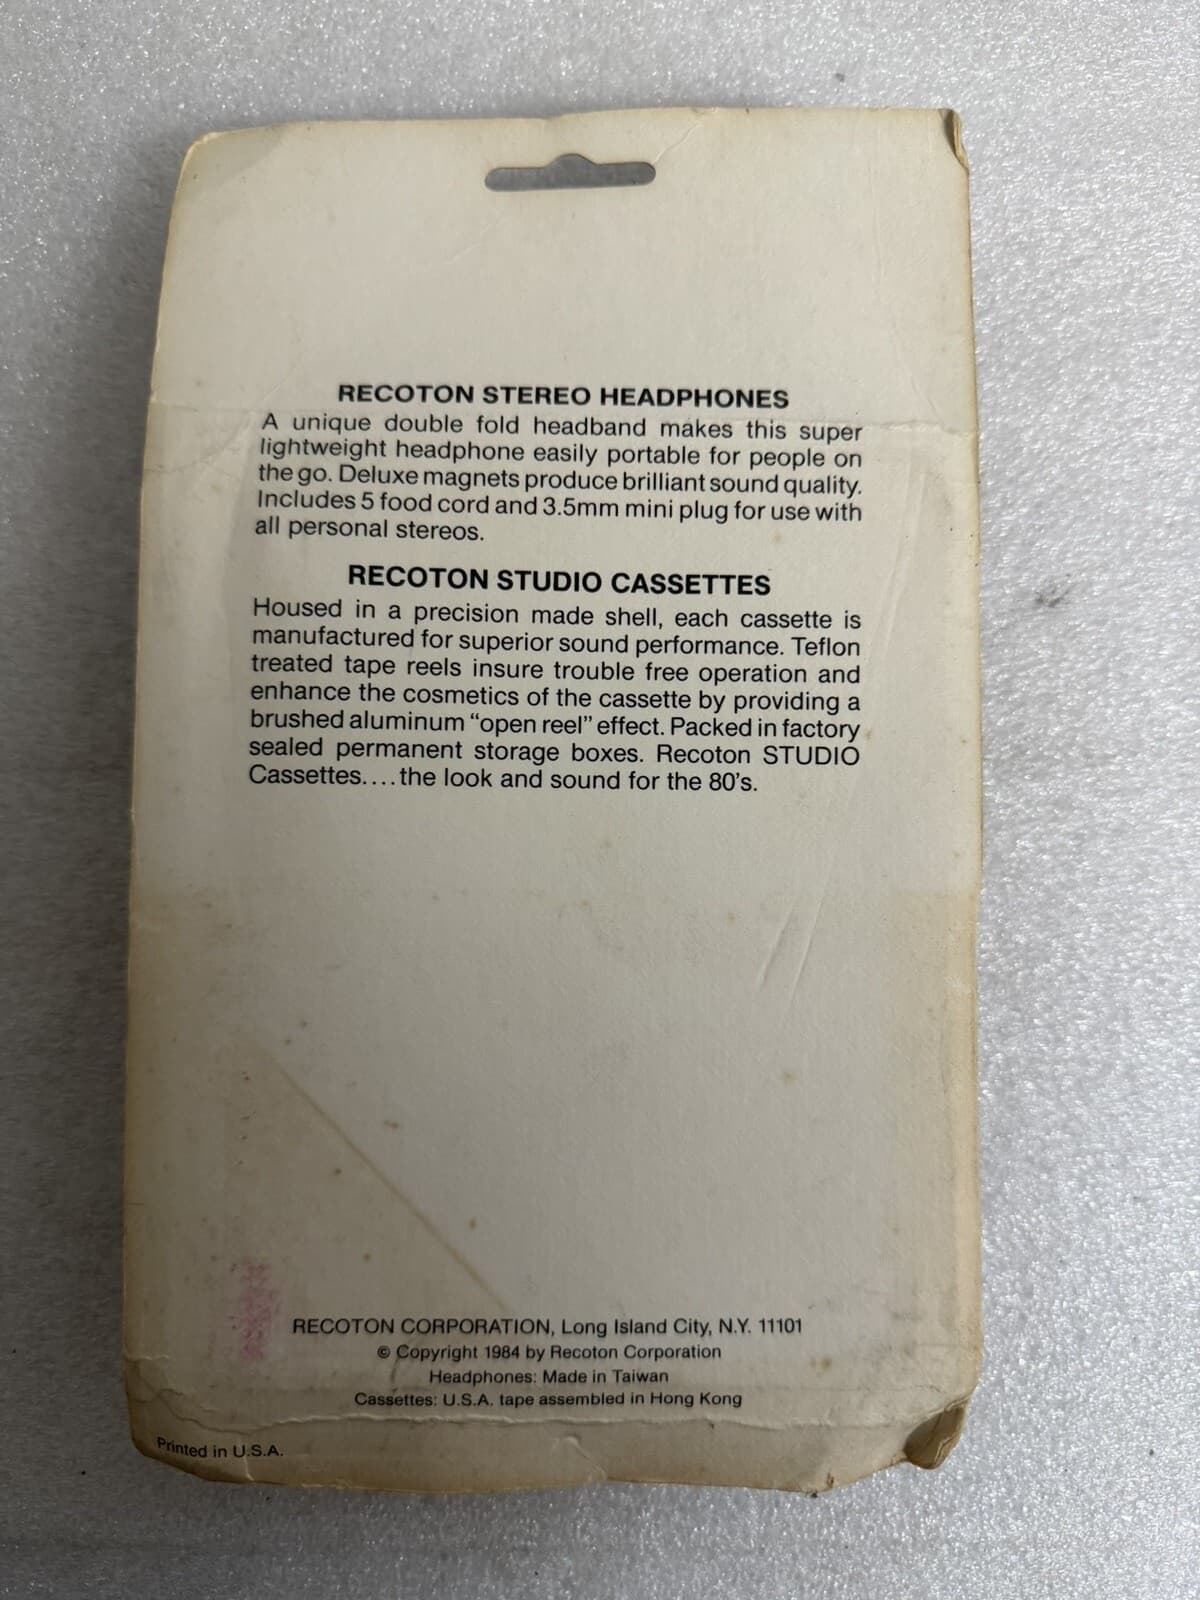 RECOTON STEREO HEADPHONES
A unique double fold headband makes this super
lightweight headphone easily portable for people on
the go. Deluxe magnets produce brilliant sound quality.
Includes 5 food cord and 3.5mm mini plug for use with
all personal stereos.
RECOTON STUDIO CASSETTES
Housed in a precision made shell, each cassette is
manufactured for superior sound performance. Teflon
treated tape reels insure trouble free operation and
enhance the cosmetics of the cassette by providing a
brushed aluminum “open reel” effect. Packed in factory
sealed permanent storage boxes. Recoton STUDIO
Cassettes....the look and sound for the 80's.
RECOTON CORPORATION, Long Island City, N.Y. 11101
© Copyright 1984 by Recoton Corporation
Headphones: Made in Taiwan
Cassettes: U.S.A. tape assembled in Hong Kong
Printed in U.S.A.